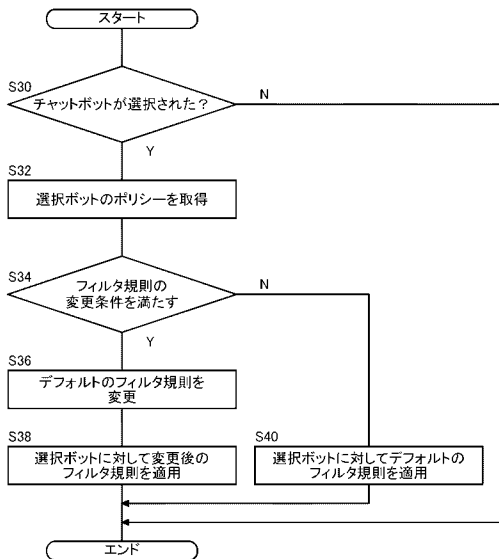 スタート
S30
チャットボットが選択された?
N
Y
S32
選択ボットのポリシーを取得
S34
フィルタ規則の
変更条件を満たす
N
Y
S36
デフォルトのフィルタ規則を
変更
S38
選択ボットに対して変更後の
フィルタ規則を適用
S40
選択ボットに対してデフォルトの
フィルタ規則を適用
エンド